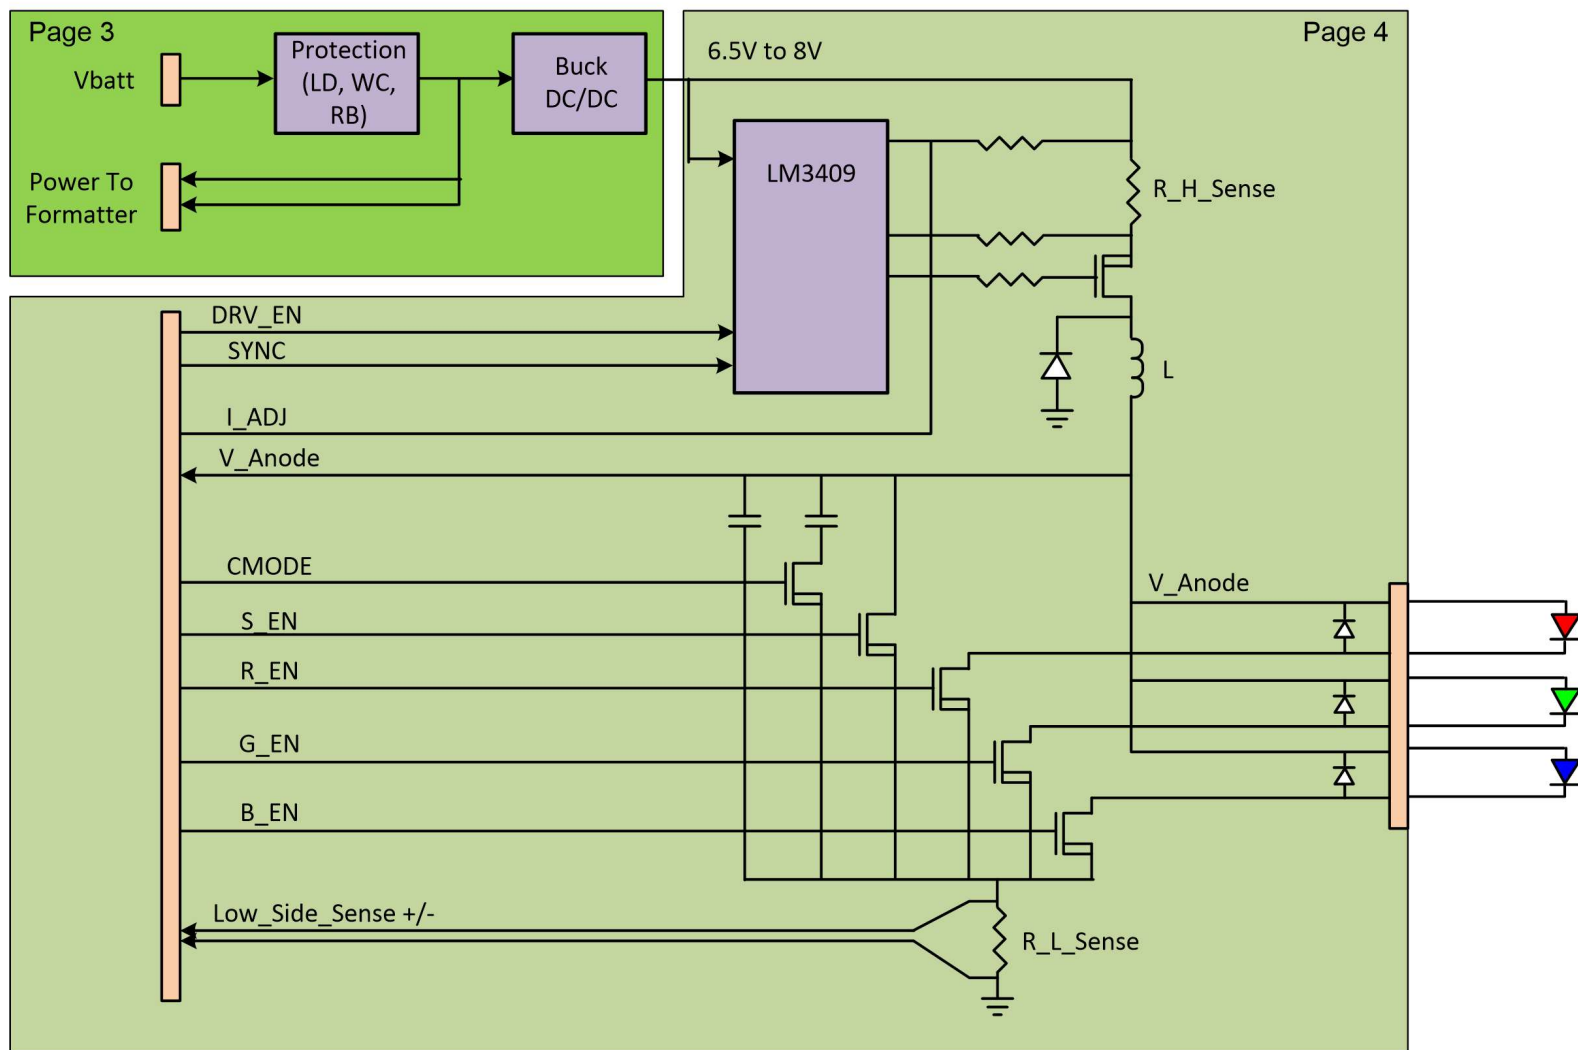 Page 3
Vbatt
Protection
(LD, WC,
RB)
Buck
DC/DC
Power To
Formatter
Page 4
6.5V to 8V
LM3409
R_H_Sense
DRV_EN
SYNC
L
I_ADJ
V_Anode
CMODE
V_Anode
S_EN
R_EN
G_EN
B_EN
Low_Side_Sense +/-
R_L_Sense